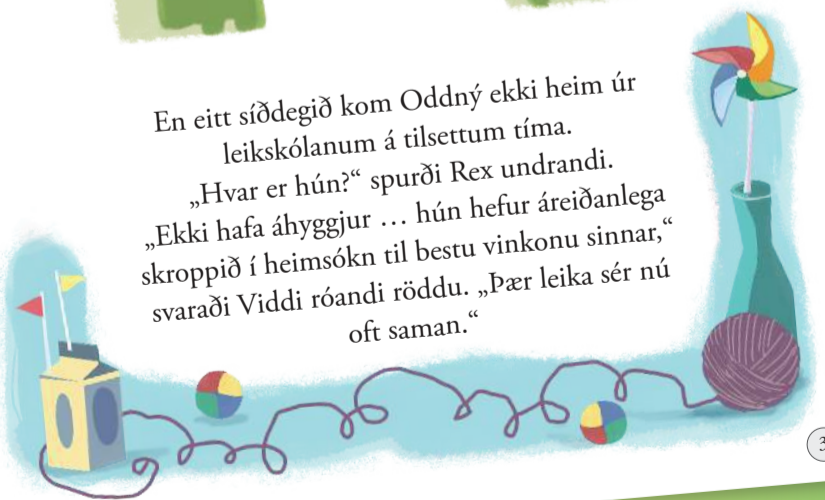 En eitt síðdegið kom Oddný ekki heim úr
leikskólanum á tilsettum tíma.
„Hvar er hún?“ spurði Rex undrandi.
„Ekki hafa áhyggjur … hún hefur áreiðanlega
skroppið í heimsókn til bestu vinkonu sinnar,“
svaraði Viddi róandi röddu. „Þær leika sér nú
oft saman.“